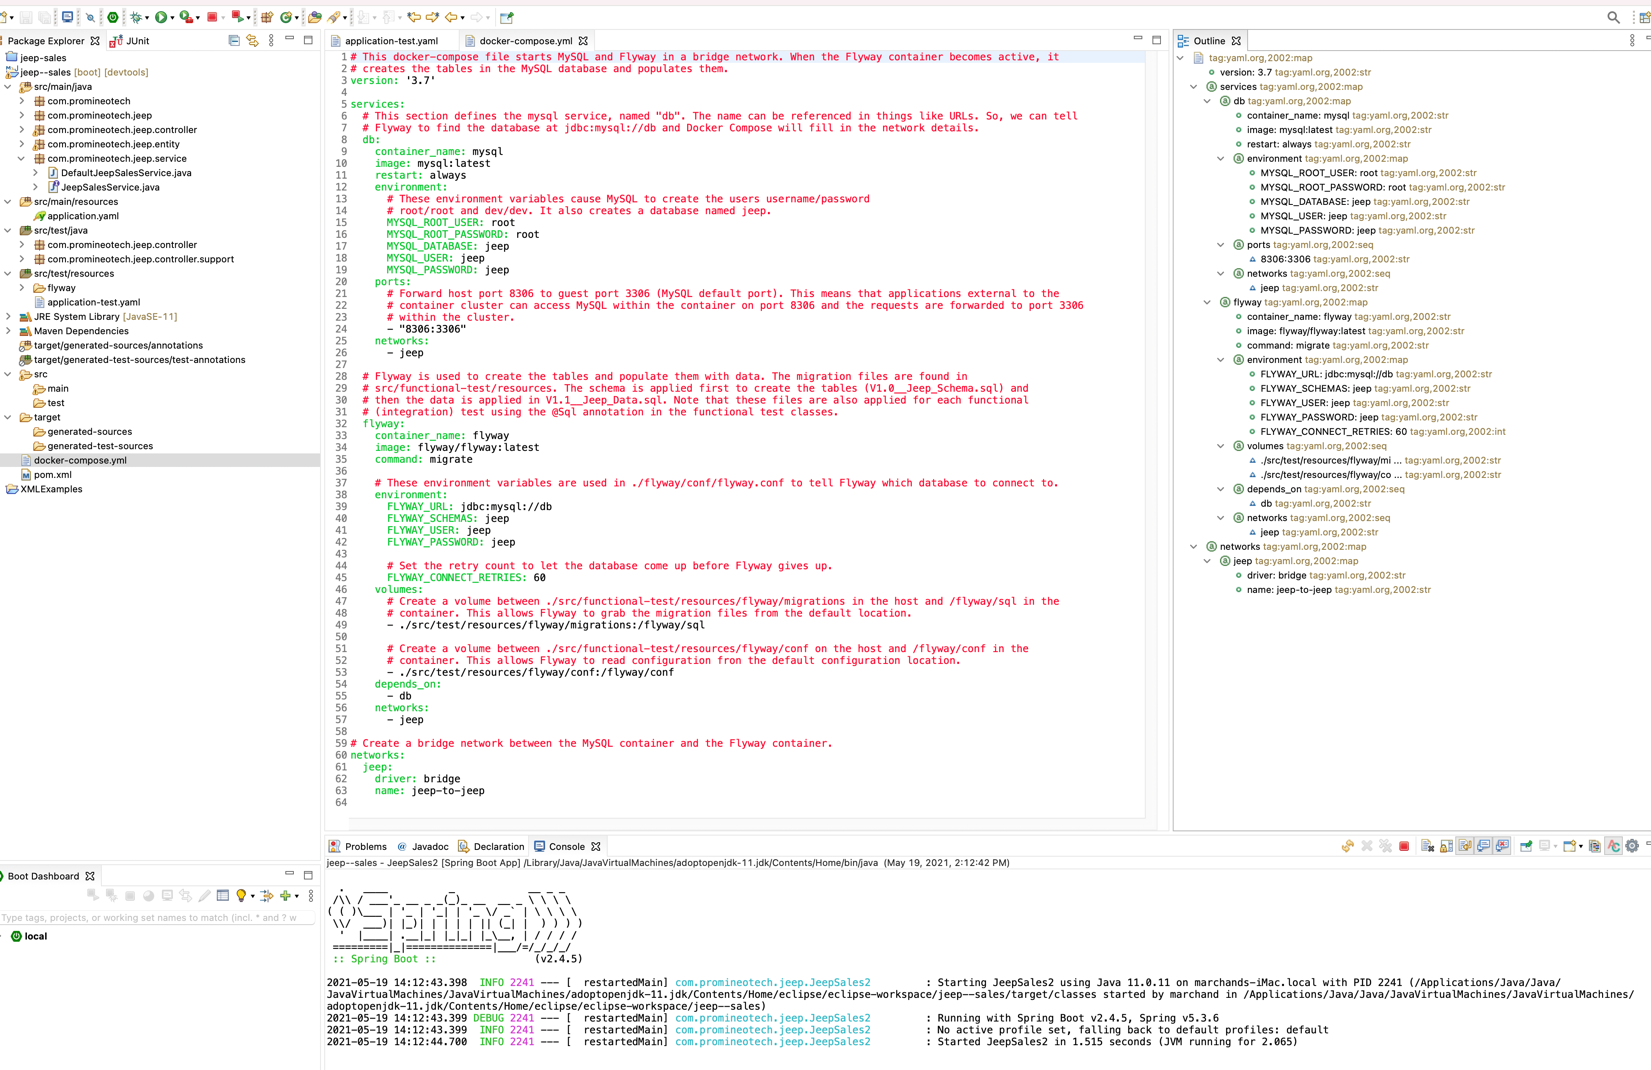 Package Explorer
JUnit
jeep-sales
jeep--sales [boot] [devtools]
src/main/java
com.promineotech
com.promineotech.jeep
com.promineotech.jeep.controller
com.promineotech.jeep.entity
com.promineotech.jeep.service
DefaultJeepSalesService.java
JeepSalesService.java
src/main/resources
application.yaml
src/test/java
com.promineotech.jeep.controller
com.promineotech.jeep.controller.support
src/test/resources
flyway
application-test.yaml
JRE System Library [JavaSE-11]
Maven Dependencies
target/generated-sources/annotations
target/generated-test-sources/test-annotations
src
main
test
target
generated-sources
generated-test-sources
docker-compose.yml
pom.xml
XMLExamples
application-test.yaml
docker-compose.yml
1 # This docker-compose file starts MySQL and Flyway in a bridge network. When the Flyway container becomes active, it
2 # creates the tables in the MySQL database and populates them.
3 version: '3.7'
4
5 services:
6 # This section defines the mysql service, named "db". The name can be referenced in things like URLs. So, we can tell
7 # Flyway to find the database at jdbc:mysql://db and Docker Compose will fill in the network details.
8 db:
9 container_name: mysql
10 image: mysql:latest
11 restart: always
12 environment:
13 # These environment variables cause MySQL to create the users username/password
14 # root/root and dev/dev. It also creates a database named jeep.
15 MYSQL_ROOT_USER: root
16 MYSQL_ROOT_PASSWORD: root
17 MYSQL_DATABASE: jeep
18 MYSQL_USER: jeep
19 MYSQL_PASSWORD: jeep
20 ports:
21 # Forward host port 8306 to guest port 3306 (MySQL default port). This means that applications external to the
22 # container cluster can access MySQL within the container on port 8306 and the requests are forwarded to port 3306
23 # within the cluster.
24 - "8306:3306"
25 networks:
26 - jeep
27
28 # Flyway is used to create the tables and populate them with data. The migration files are found in
29 # src/functional-test/resources. The schema is applied first to create the tables (V1.0__Jeep_Schema.sql) and
30 # then the data is applied in V1.1__Jeep_Data.sql. Note that these files are also applied for each functional
31 # (integration) test using the @Sql annotation in the functional test classes.
32 flyway:
33 container_name: flyway
34 image: flyway/flyway:latest
35 command: migrate
36
37 # These environment variables are used in ./flyway/conf/flyway.conf to tell Flyway which database to connect to.
38 environment:
39 FLYWAY_URL: jdbc:mysql://db
40 FLYWAY_SCHEMAS: jeep
41 FLYWAY_USER: jeep
42 FLYWAY_PASSWORD: jeep
43
44 # Set the retry count to let the database come up before Flyway gives up.
45 FLYWAY_CONNECT_RETRIES: 60
46 volumes:
47 # Create a volume between ./src/functional-test/resources/flyway/migrations in the host and /flyway/sql in the
48 # container. This allows Flyway to grab the migration files from the default location.
49 - ./src/test/resources/flyway/migrations:/flyway/sql
50
51 # Create a volume between ./src/functional-test/resources/flyway/conf on the host and /flyway/conf in the
52 # container. This allows Flyway to read configuration fron the default configuration location.
53 - ./src/test/resources/flyway/conf:/flyway/conf
54 depends_on:
55 - db
56 networks:
57 - jeep
58
59 # Create a bridge network between the MySQL container and the Flyway container.
60 networks:
61 jeep:
62 driver: bridge
63 name: jeep-to-jeep
64
Outline
tag:yaml.org,2002:map
version: 3.7 tag:yaml.org,2002:str
services tag:yaml.org,2002:map
db tag:yaml.org,2002:map
container_name: mysql tag:yaml.org,2002:str
image: mysql:latest tag:yaml.org,2002:str
restart: always tag:yaml.org,2002:str
environment tag:yaml.org,2002:map
MYSQL_ROOT_USER: root tag:yaml.org,2002:str
MYSQL_ROOT_PASSWORD: root tag:yaml.org,2002:str
MYSQL_DATABASE: jeep tag:yaml.org,2002:str
MYSQL_USER: jeep tag:yaml.org,2002:str
MYSQL_PASSWORD: jeep tag:yaml.org,2002:str
ports tag:yaml.org,2002:seq
8306:3306 tag:yaml.org,2002:str
networks tag:yaml.org,2002:seq
jeep tag:yaml.org,2002:str
flyway tag:yaml.org,2002:map
container_name: flyway tag:yaml.org,2002:str
image: flyway/flyway:latest tag:yaml.org,2002:str
command: migrate tag:yaml.org,2002:str
environment tag:yaml.org,2002:map
FLYWAY_URL: jdbc:mysql://db tag:yaml.org,2002:str
FLYWAY_SCHEMAS: jeep tag:yaml.org,2002:str
FLYWAY_USER: jeep tag:yaml.org,2002:str
FLYWAY_PASSWORD: jeep tag:yaml.org,2002:str
FLYWAY_CONNECT_RETRIES: 60 tag:yaml.org,2002:int
volumes tag:yaml.org,2002:seq
./src/test/resources/flyway/mi ... tag:yaml.org,2002:str
./src/test/resources/flyway/co ... tag:yaml.org,2002:str
depends_on tag:yaml.org,2002:seq
db tag:yaml.org,2002:str
networks tag:yaml.org,2002:seq
jeep tag:yaml.org,2002:str
networks tag:yaml.org,2002:map
jeep tag:yaml.org,2002:map
driver: bridge tag:yaml.org,2002:str
name: jeep-to-jeep tag:yaml.org,2002:str
Boot Dashboard
Type tags, projects, or working set names to match (incl. * and ? w
local
Problems
@ Javadoc
Declaration
Console
jeep--sales - JeepSales2 [Spring Boot App] /Library/Java/JavaVirtualMachines/adoptopenjdk-11.jdk/Contents/Home/bin/java (May 19, 2021, 2:12:42 PM)
:: Spring Boot :: (v2.4.5)
2021-05-19 14:12:43.398 INFO 2241 --- [ restartedMain] com.promineotech.jeep.JeepSales2 : Starting JeepSales2 using Java 11.0.11 on marchands-iMac.local with PID 2241 (/Applications/Java/Java/
JavaVirtualMachines/JavaVirtualMachines/adoptopenjdk-11.jdk/Contents/Home/eclipse/eclipse-workspace/jeep--sales/target/classes started by marchand in /Applications/Java/Java/JavaVirtualMachines/JavaVirtualMachines/
adoptopenjdk-11.jdk/Contents/Home/eclipse/eclipse-workspace/jeep--sales)
2021-05-19 14:12:43.399 DEBUG 2241 --- [ restartedMain] com.promineotech.jeep.JeepSales2 : Running with Spring Boot v2.4.5, Spring v5.3.6
2021-05-19 14:12:43.399 INFO 2241 --- [ restartedMain] com.promineotech.jeep.JeepSales2 : No active profile set, falling back to default profiles: default
2021-05-19 14:12:44.700 INFO 2241 --- [ restartedMain] com.promineotech.jeep.JeepSales2 : Started JeepSales2 in 1.515 seconds (JVM running for 2.065)